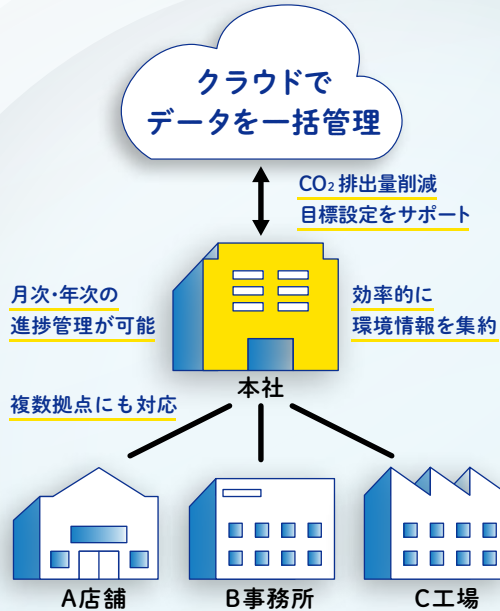 クラウドで
データを一括管理
CO₂排出量削減
目標設定をサポート
月次・年次の
進捗管理が可能
効率的に
環境情報を集約
本社
複数拠点にも対応
A店舗
B事務所
C工場